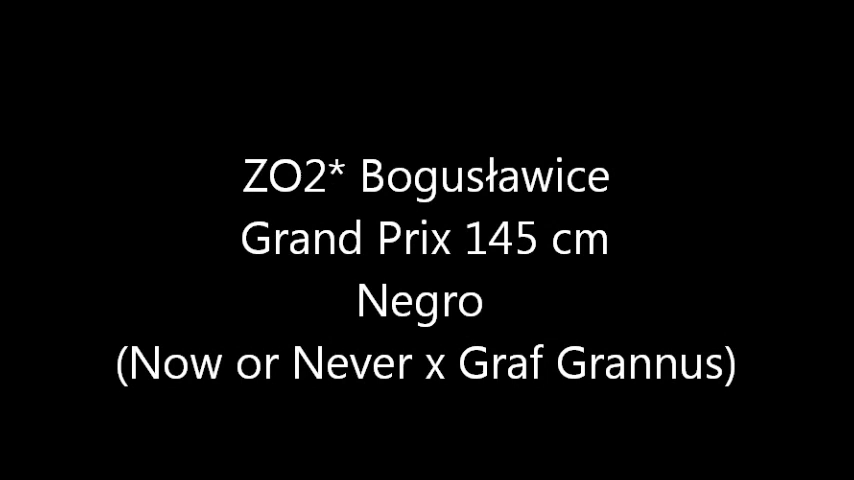 ZO2* Bogusławice
Grand Prix 145 cm
Negro
(Now or Never x Graf Grannus)